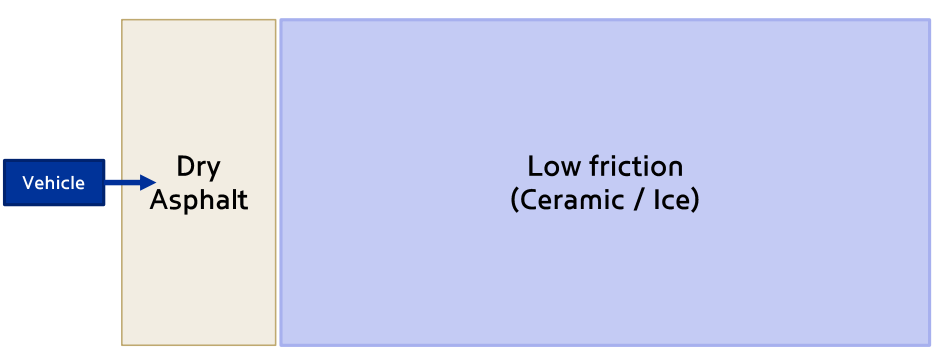 Vehicle
Dry
Asphalt
Low friction
(Ceramic / Ice)